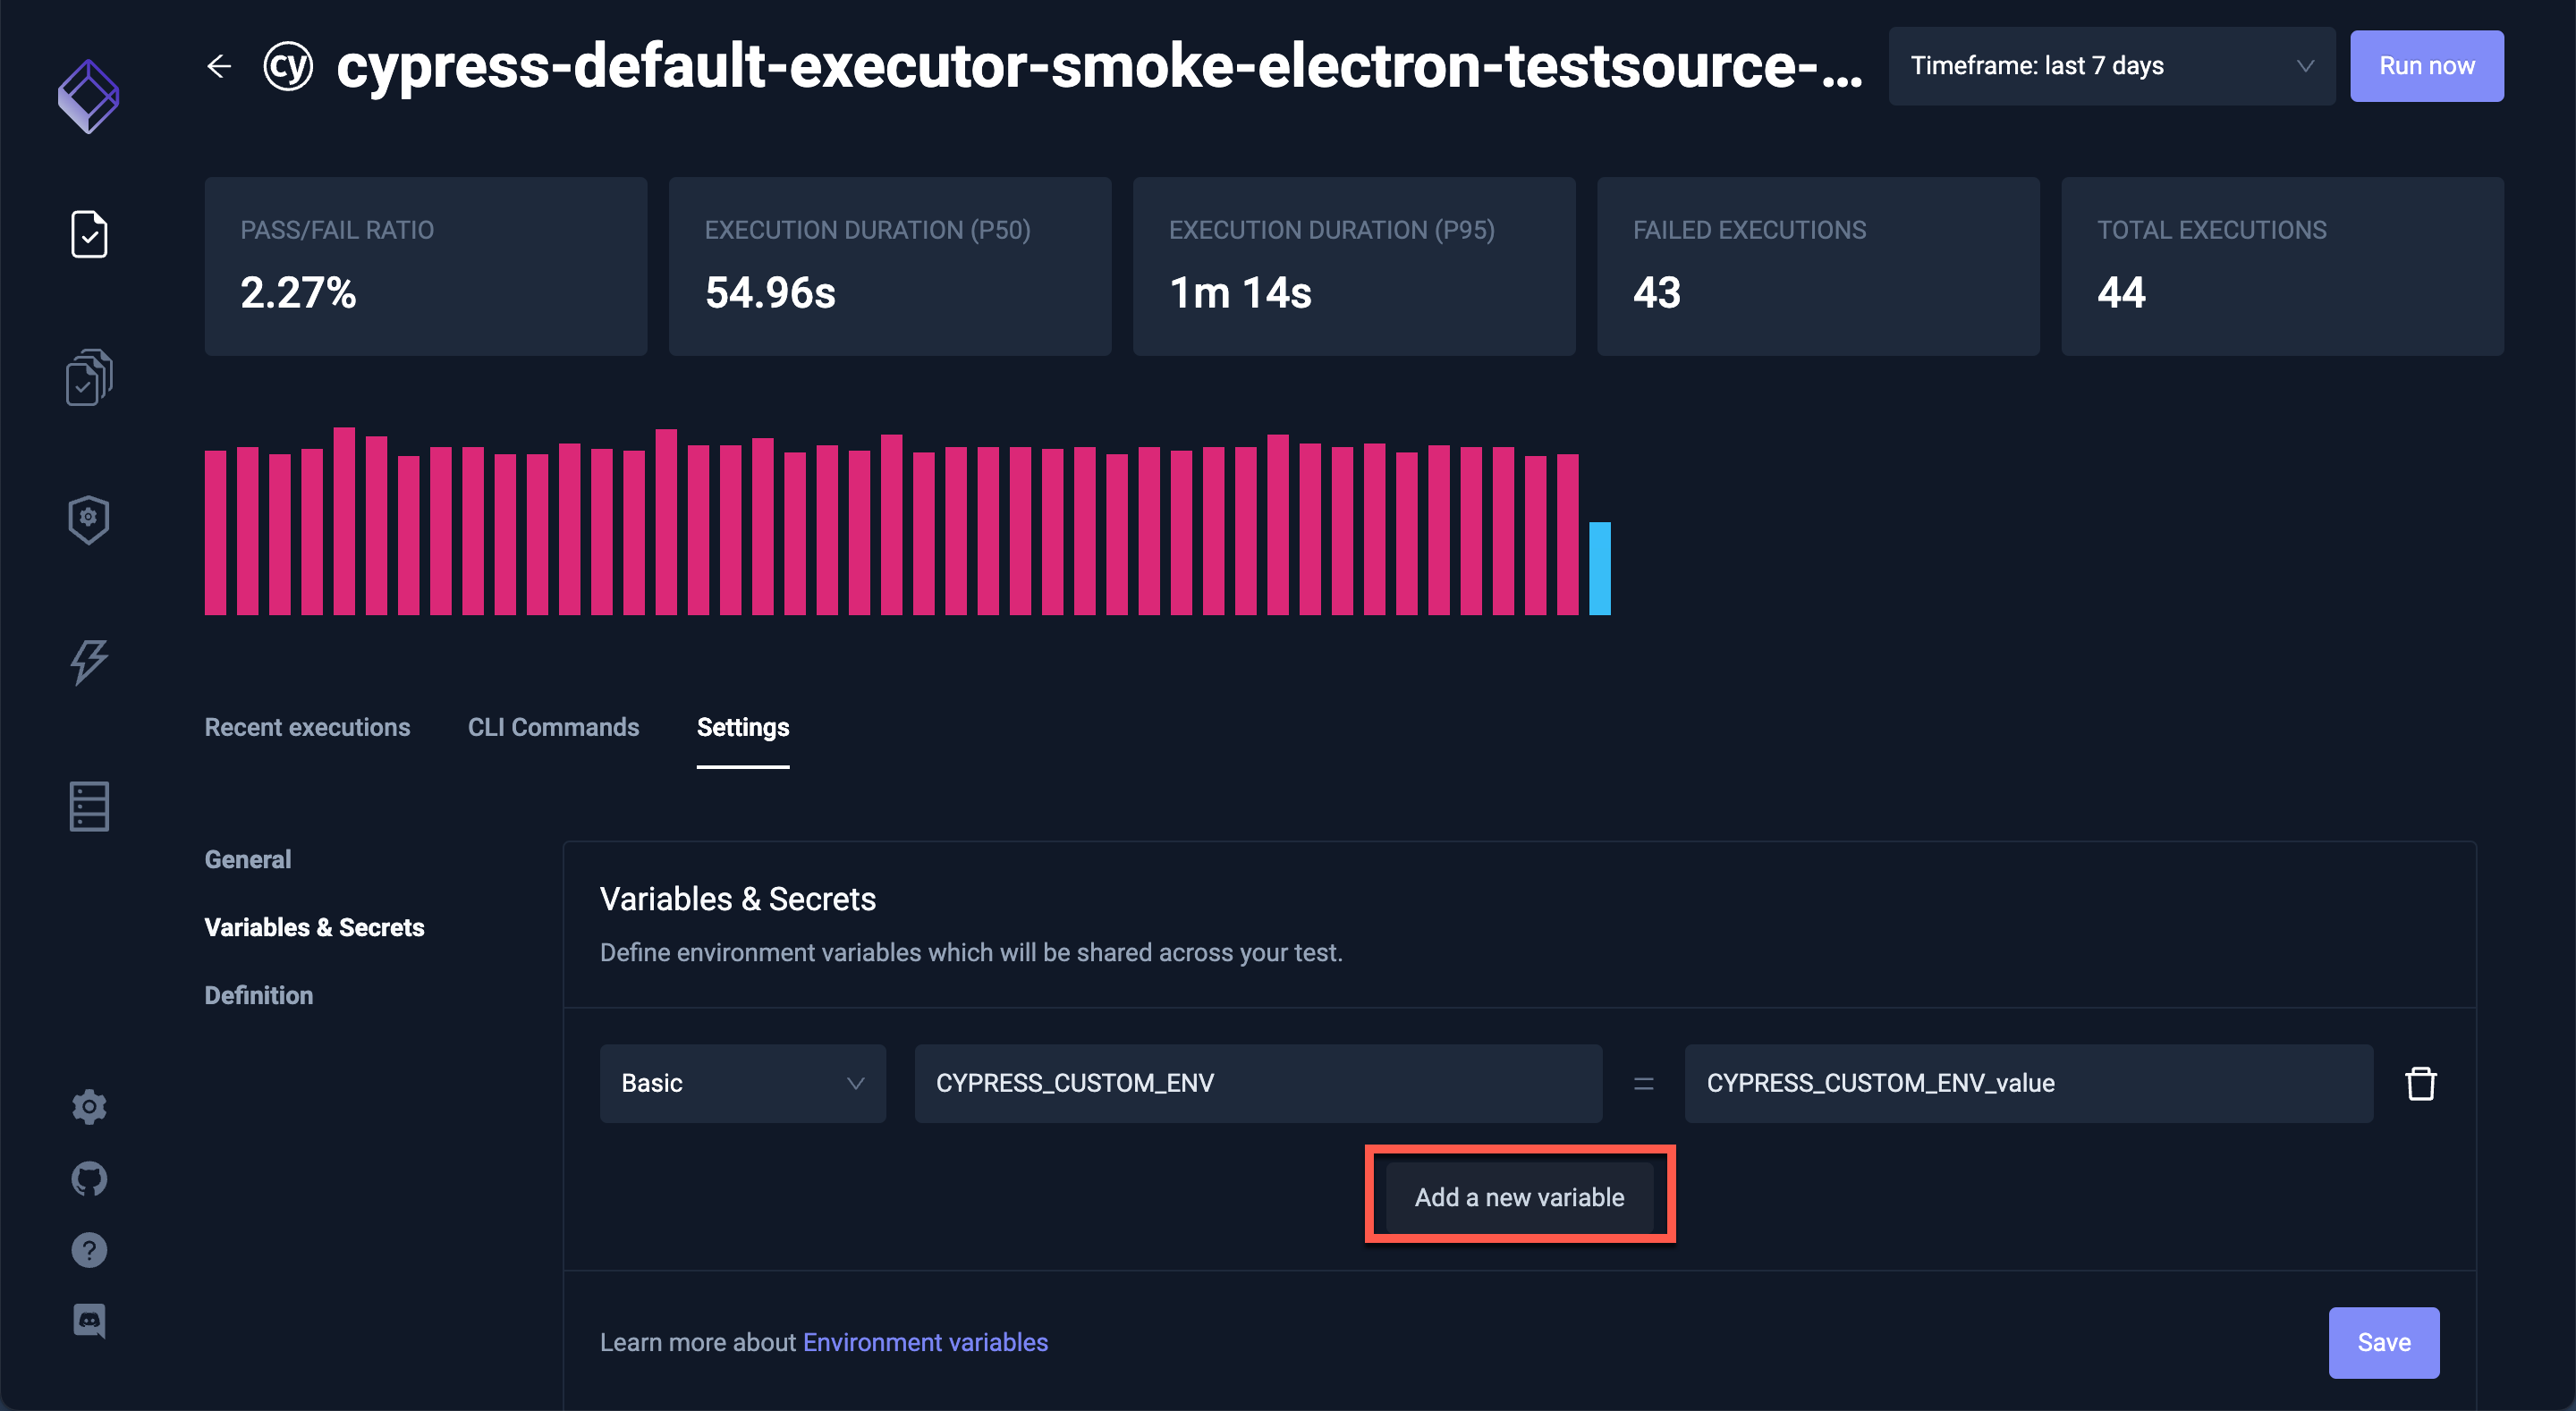 cy cypress-default-executor-smoke-electron-testsource-... Timeframe: last 7 days Run now
PASS/FAIL RATIO
2.27%
EXECUTION DURATION (P50)
54.96s
EXECUTION DURATION (P95)
1m 14s
FAILED EXECUTIONS
43
TOTAL EXECUTIONS
44
Recent executions CLI Commands Settings
General
Variables & Secrets
Definition
Variables & Secrets
Define environment variables which will be shared across your test.
Basic CYPRESS_CUSTOM_ENV = CYPRESS_CUSTOM_ENV_value
Add a new variable
Learn more about Environment variables
Save